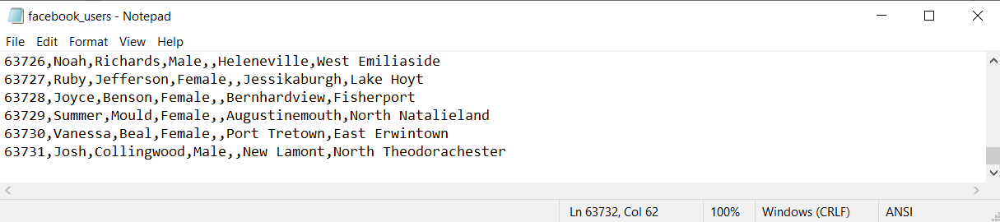 facebook_users - Notepad
File Edit Format View Help
63726,Noah,Richards,Male,,Heleneville,West Emiliaside
63727,Ruby,Jefferson,Female,,Jessikaburgh,Lake Hoyt
63728,Joyce,Benson,Female,,Bernhardview,Fisherport
63729,Summer,Mould,Female,,Augustinemouth,North Natalieland
63730,Vanessa,Beal,Female,,Port Tretown,East Erwintown
63731,Josh,Collingwood,Male,,New Lamont,North Theodorachester
Ln 63732, Col 62 100% Windows (CRLF) ANSI